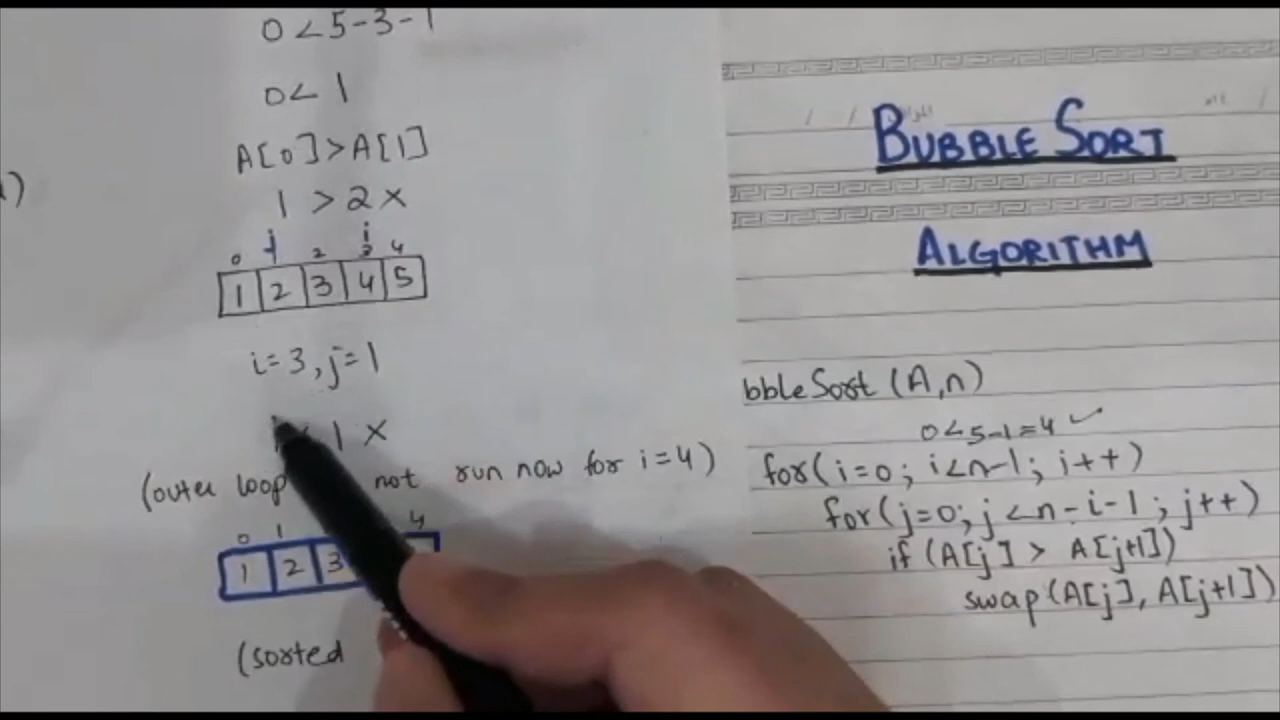 0<5-3-1
0<1
A[0]>A[1]
1>2 x
j i
0 2 3 4
1 2 3 4 5
i=3, j=1
< 1 x
(outer loop not run now for i=4)
0 1 4
1 2 3
(sorted
BUBBLE SORT
ALGORITHM
bbleSort (A,n)
0<5-1=4 ✓
for(i=0; i<n-1; i++)
for(j=0; j<n-i-1; j++)
if (A[j] > A[j+1])
swap(A[j], A[j+1])